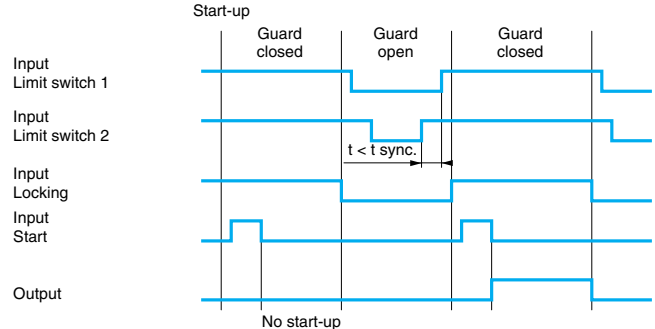 Start-up
Guard
closed
Guard
open
Guard
closed
Input
Limit switch 1
Input
Limit switch 2
t < t sync.
Input
Locking
Input
Start
Output
No start-up